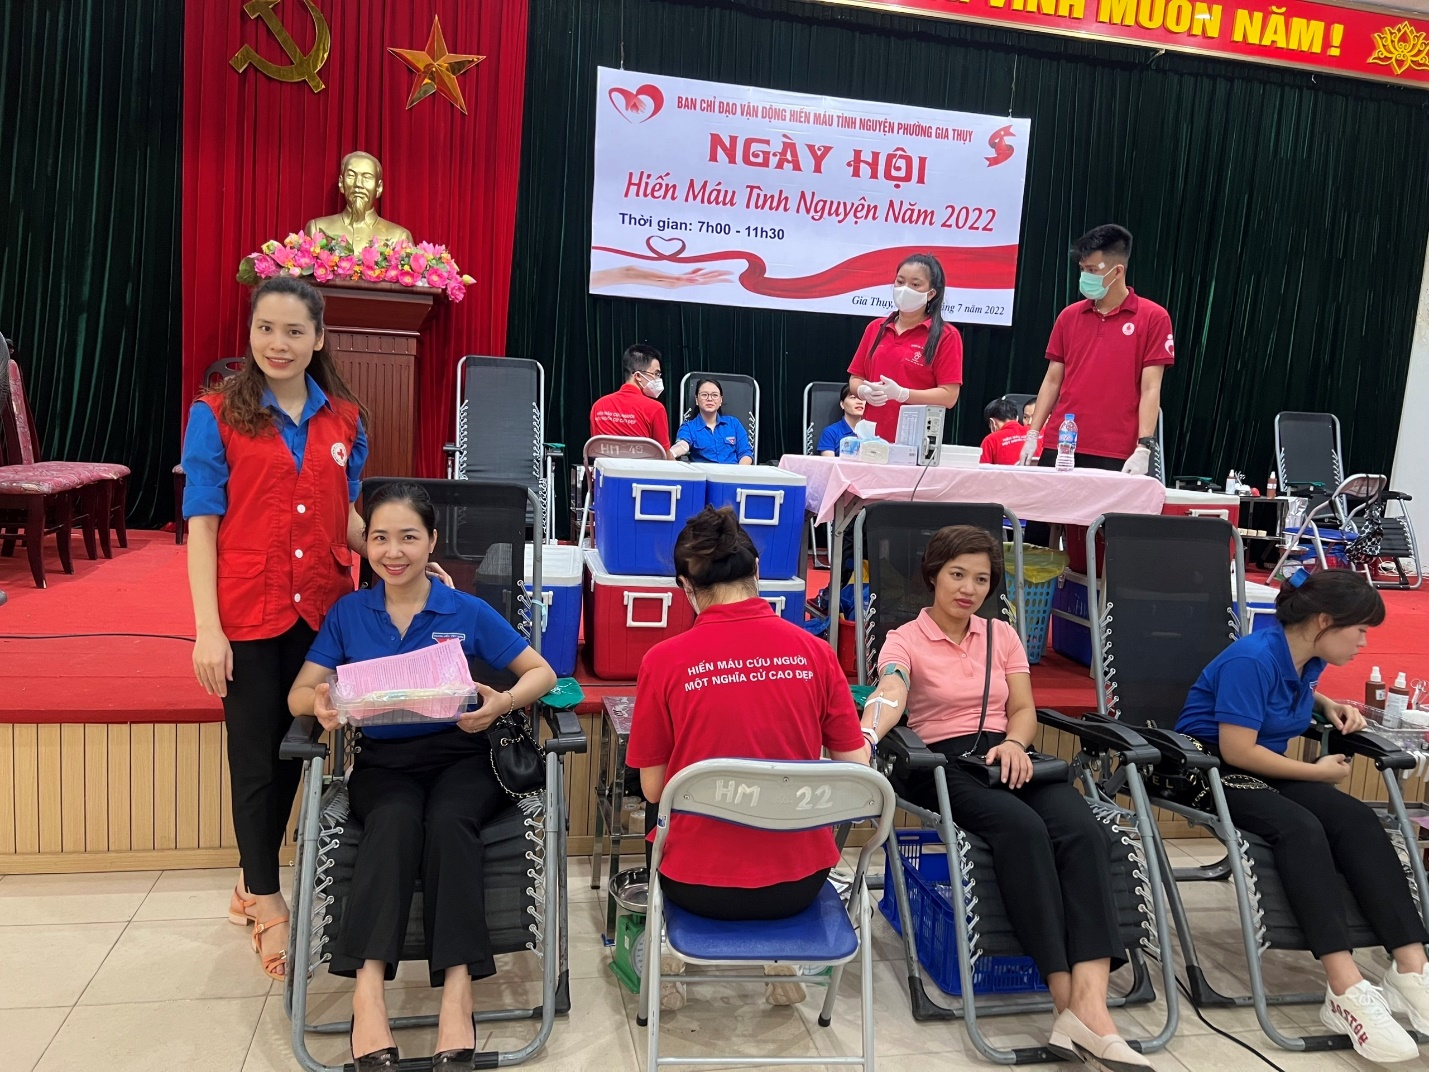 VINH MUÔN NĂM!
BAN CHỈ ĐẠO VẬN ĐỘNG HIẾN MÁU TÌNH NGUYỆN PHƯỜNG GIA THỤY
NGÀY HỘI
Hiến Máu Tình Nguyện Năm 2022
Thời gian: 7h00 - 11h30
Gia Thụy, 7 năm 2022
HIẾN MÁU CỨU NGƯỜI
MỘT NGHĨA CỬ CAO ĐẸP
HM 22